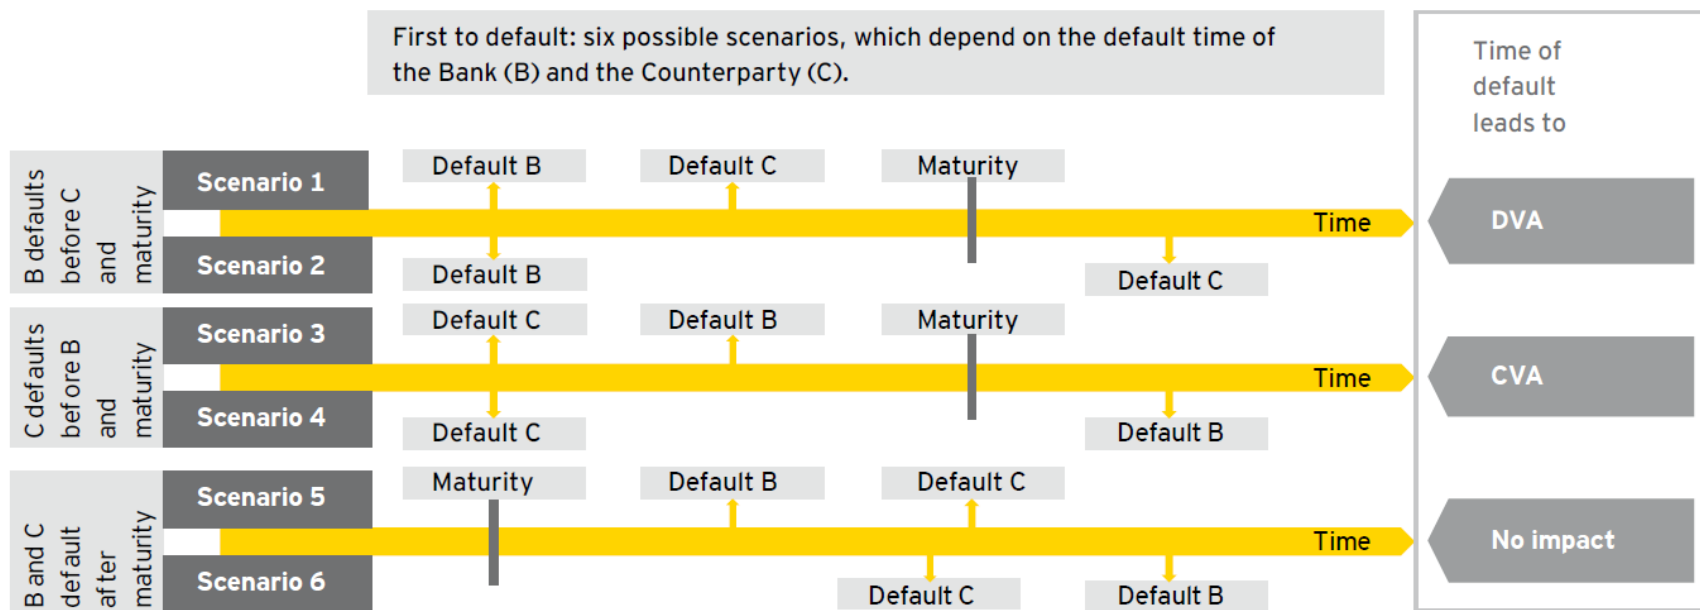 First to default: six possible scenarios, which depend on the default time of
the Bank (B) and the Counterparty (C).
Time of
default
leads to
B defaults
before C
and
maturity
Scenario 1
Default B
Default C
Maturity
Time
DVA
Scenario 2
Default B
Default C
C defaults
before B
and
maturity
Scenario 3
Default C
Default B
Maturity
Time
CVA
Scenario 4
Default C
Default B
B and C
default
after
maturity
Scenario 5
Maturity
Default B
Default C
Time
No impact
Scenario 6
Default C
Default B